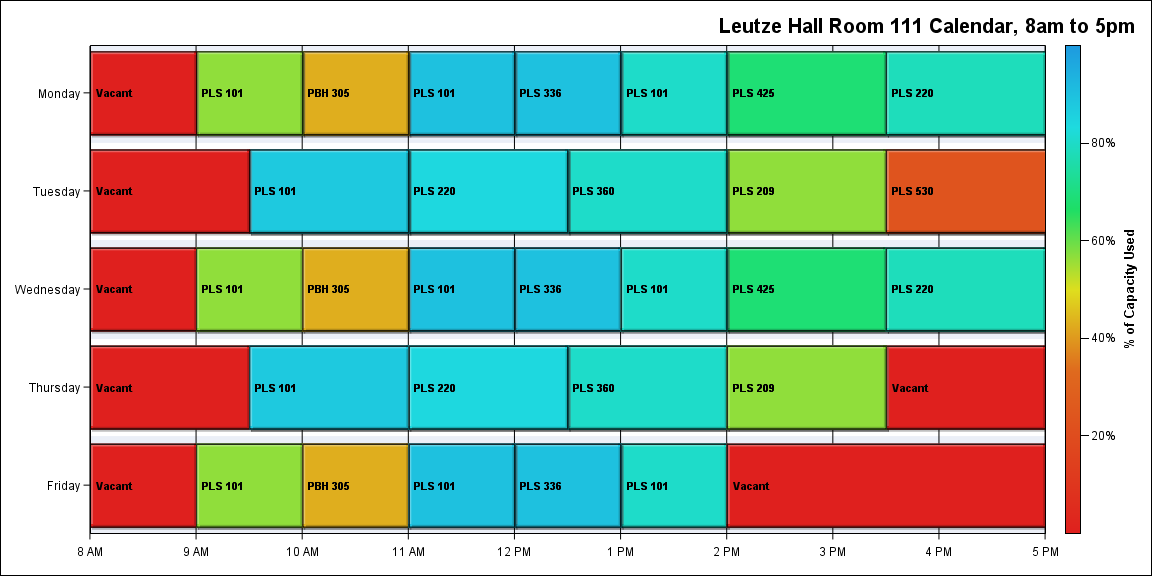 Leutze Hall Room 111 Calendar, 8am to 5pm
Monday
Vacant
PLS 101
PBH 305
PLS 101
PLS 336
PLS 101
PLS 425
PLS 220
Tuesday
Vacant
PLS 101
PLS 220
PLS 360
PLS 209
PLS 530
Wednesday
Vacant
PLS 101
PBH 305
PLS 101
PLS 336
PLS 101
PLS 425
PLS 220
Thursday
Vacant
PLS 101
PLS 220
PLS 360
PLS 209
Vacant
Friday
Vacant
PLS 101
PBH 305
PLS 101
PLS 336
PLS 101
Vacant
8 AM
9 AM
10 AM
11 AM
12 PM
1 PM
2 PM
3 PM
4 PM
5 PM
80%
60%
40%
20%
% of Capacity Used